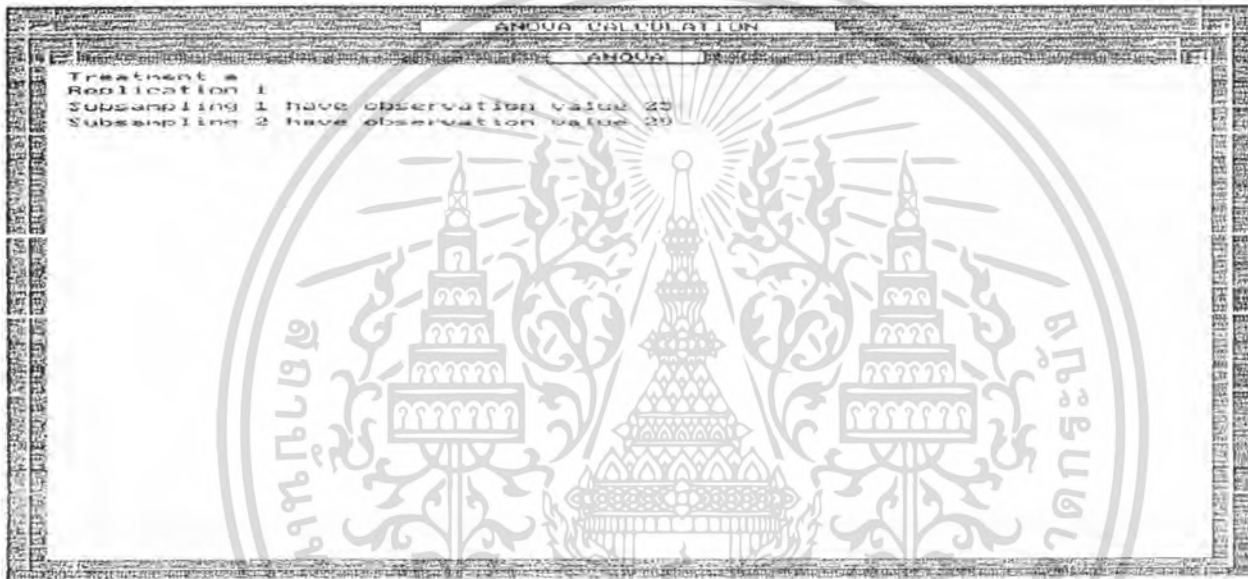 ANOVA CALCULATION
ANOVA
Treatment a
Replication 1
Subsampling 1 have observation value 25
Subsampling 2 have observation value 29